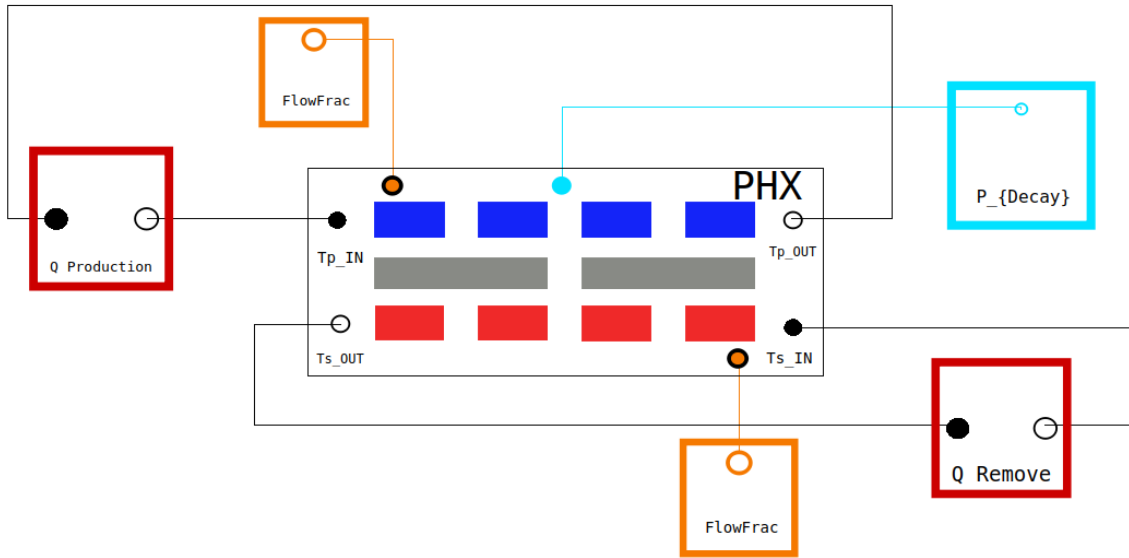 FlowFrac
PHX
P_{Decay}
Q Production
Tp_IN
Tp_OUT
Ts_OUT
Ts_IN
Q Remove
FlowFrac